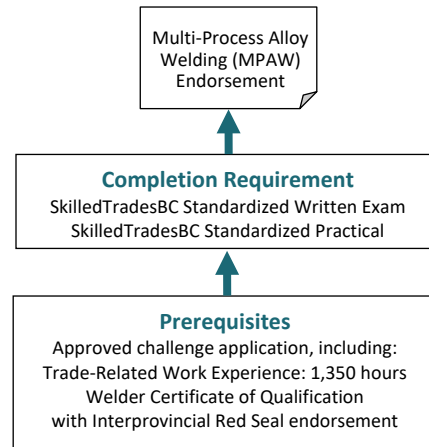 Multi-Process Alloy
Welding (MPAW)
Endorsement
Completion Requirement
SkilledTradesBC Standardized Written Exam
SkilledTradesBC Standardized Practical
Prerequisites
Approved challenge application, including:
Trade-Related Work Experience: 1,350 hours
Welder Certificate of Qualification
with Interprovincial Red Seal endorsement